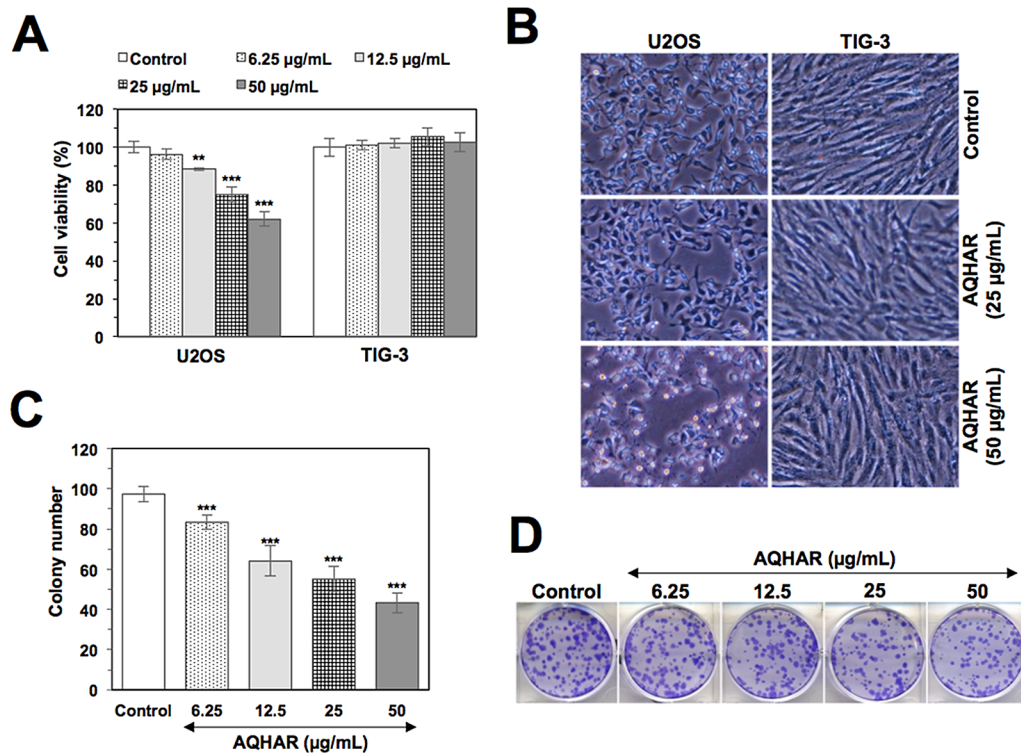 A
Control
6.25 µg/mL
12.5 µg/mL
25 µg/mL
50 µg/mL
Cell viability (%)
120
100
80
60
40
20
0
**
***
***
U2OS
TIG-3
B
U2OS
TIG-3
Control
AQHAR
(25 µg/mL)
AQHAR
(50 µg/mL)
C
Colony number
120
100
80
60
40
20
0
***
***
***
***
Control
6.25
12.5
25
50
AQHAR (µg/mL)
D
AQHAR (µg/mL)
Control
6.25
12.5
25
50